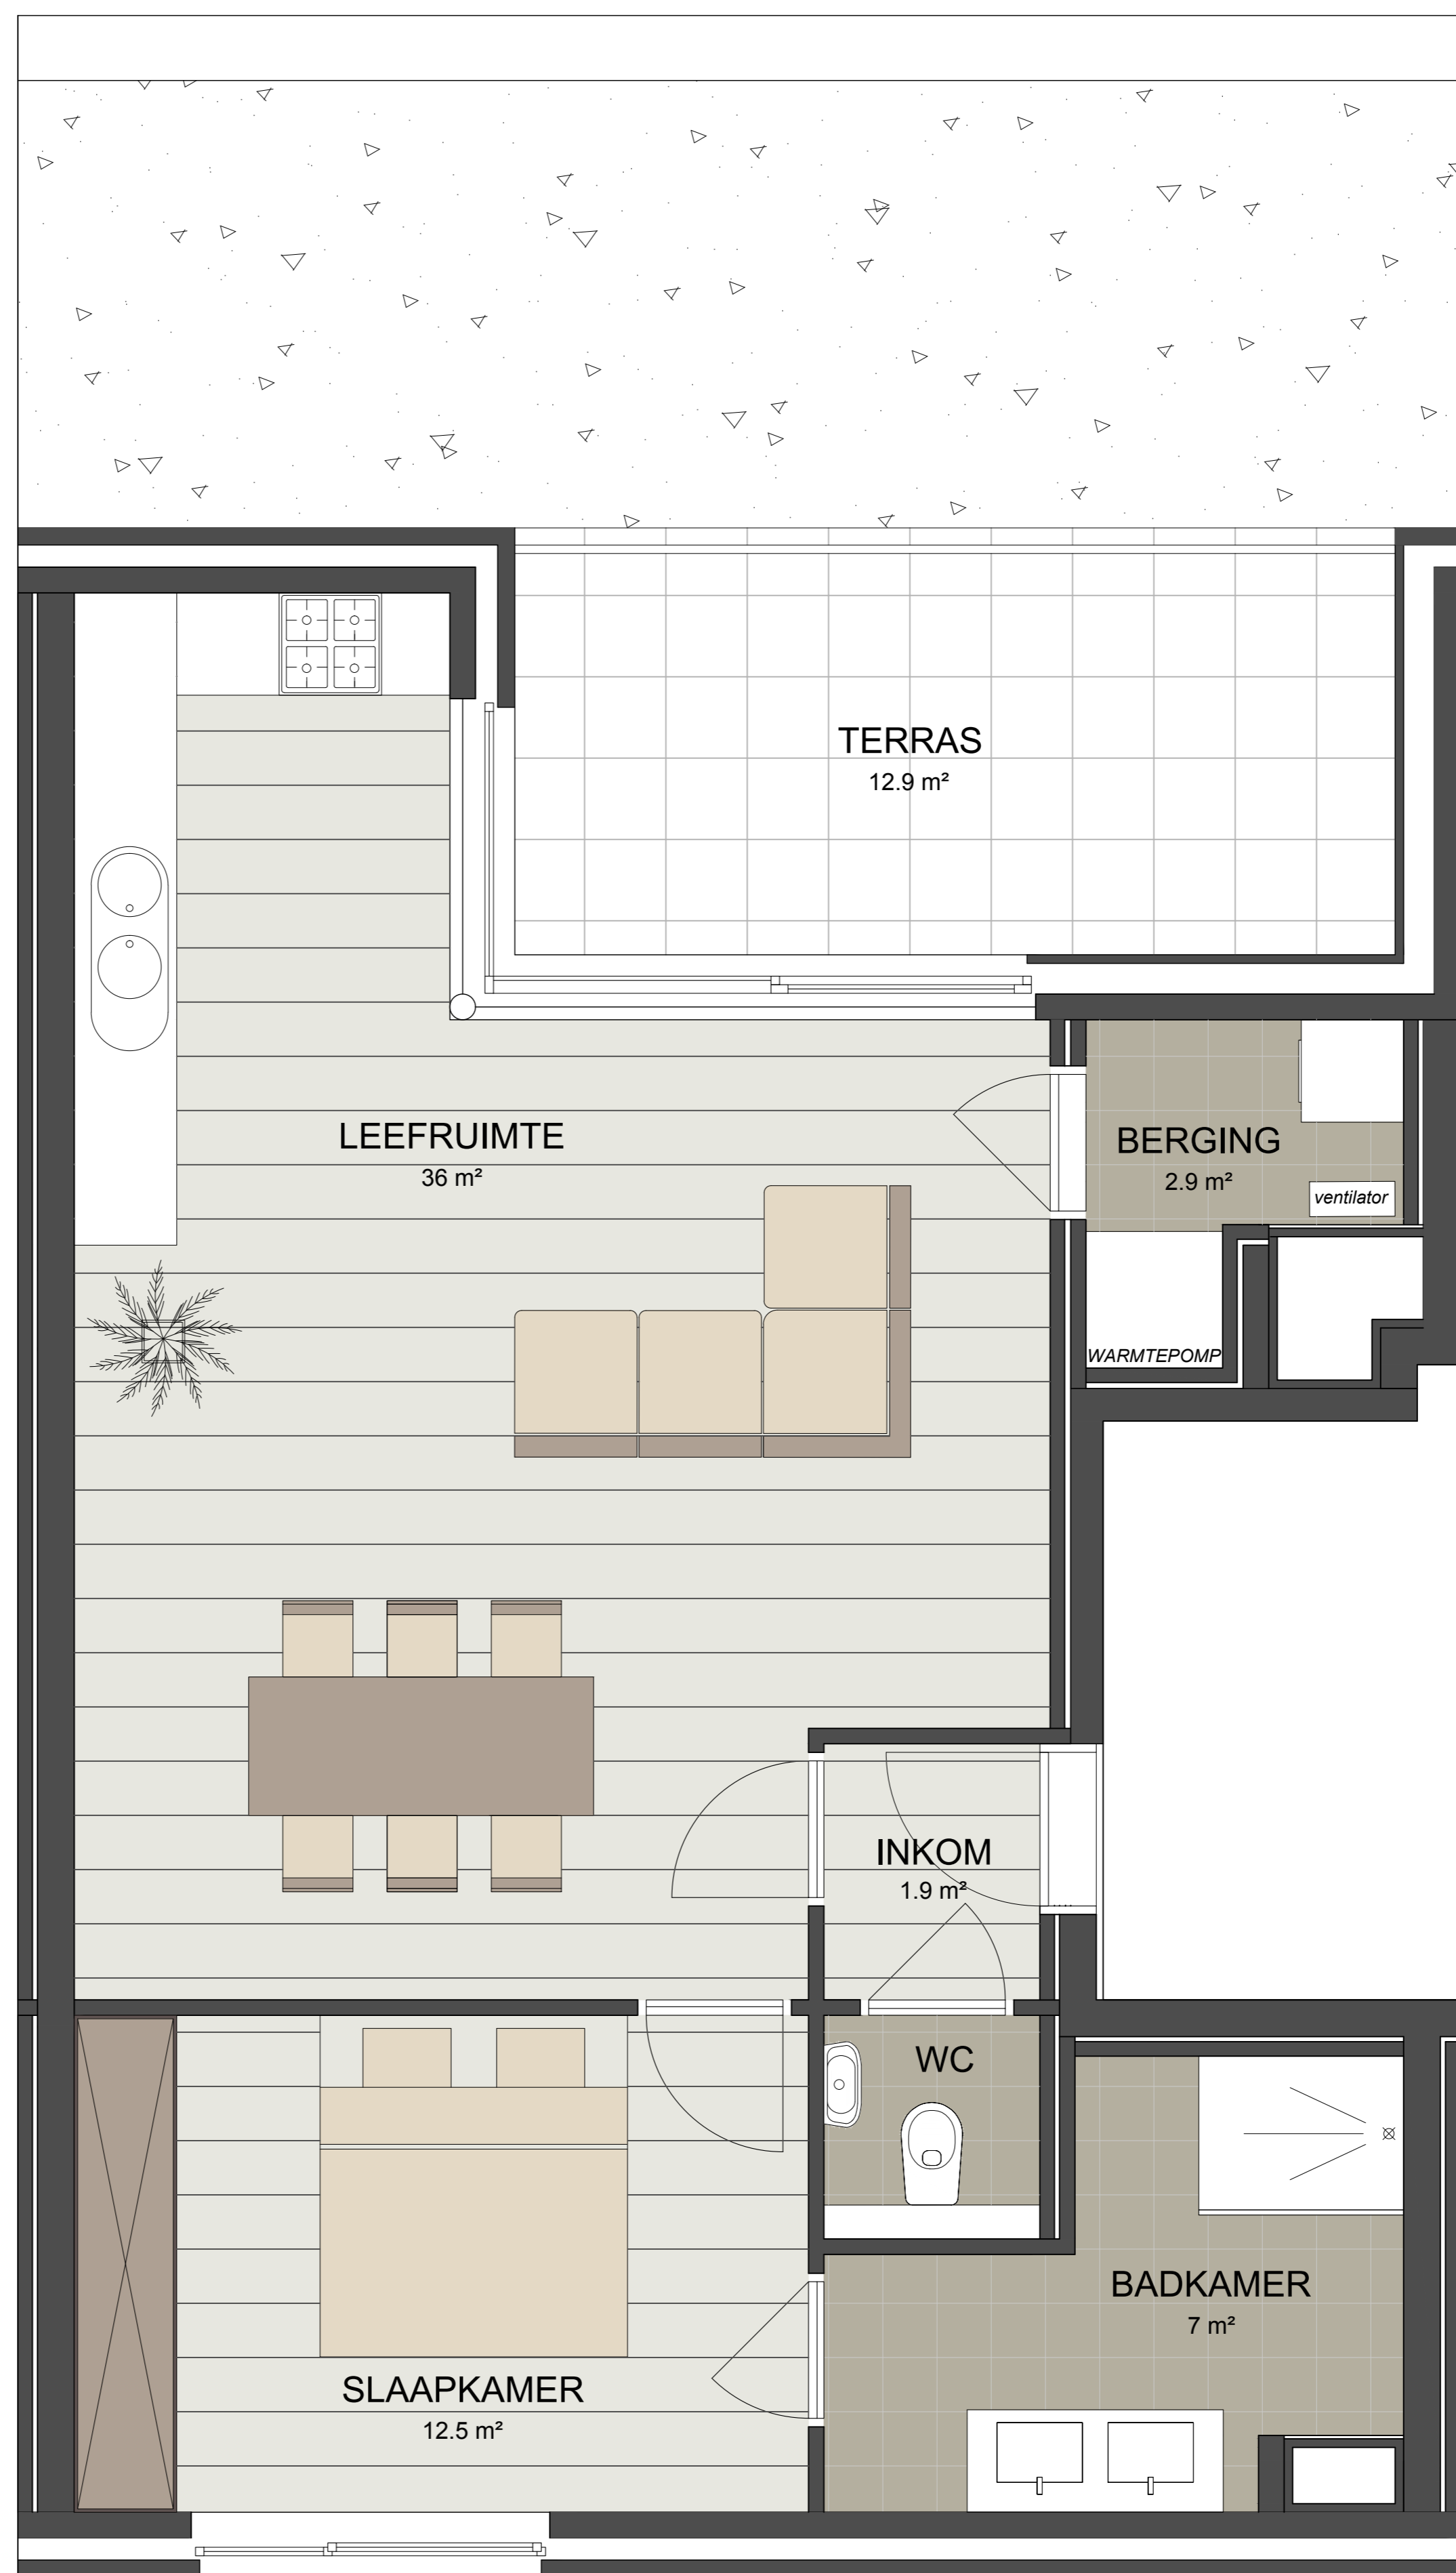 TERRAS
12.9 m²
LEEFRUIMTE
36 m²
BERGING
2.9 m²
ventilator
WARMTEPOMP
INKOM
1.9 m²
WC
BADKAMER
7 m²
SLAAPKAMER
12.5 m²